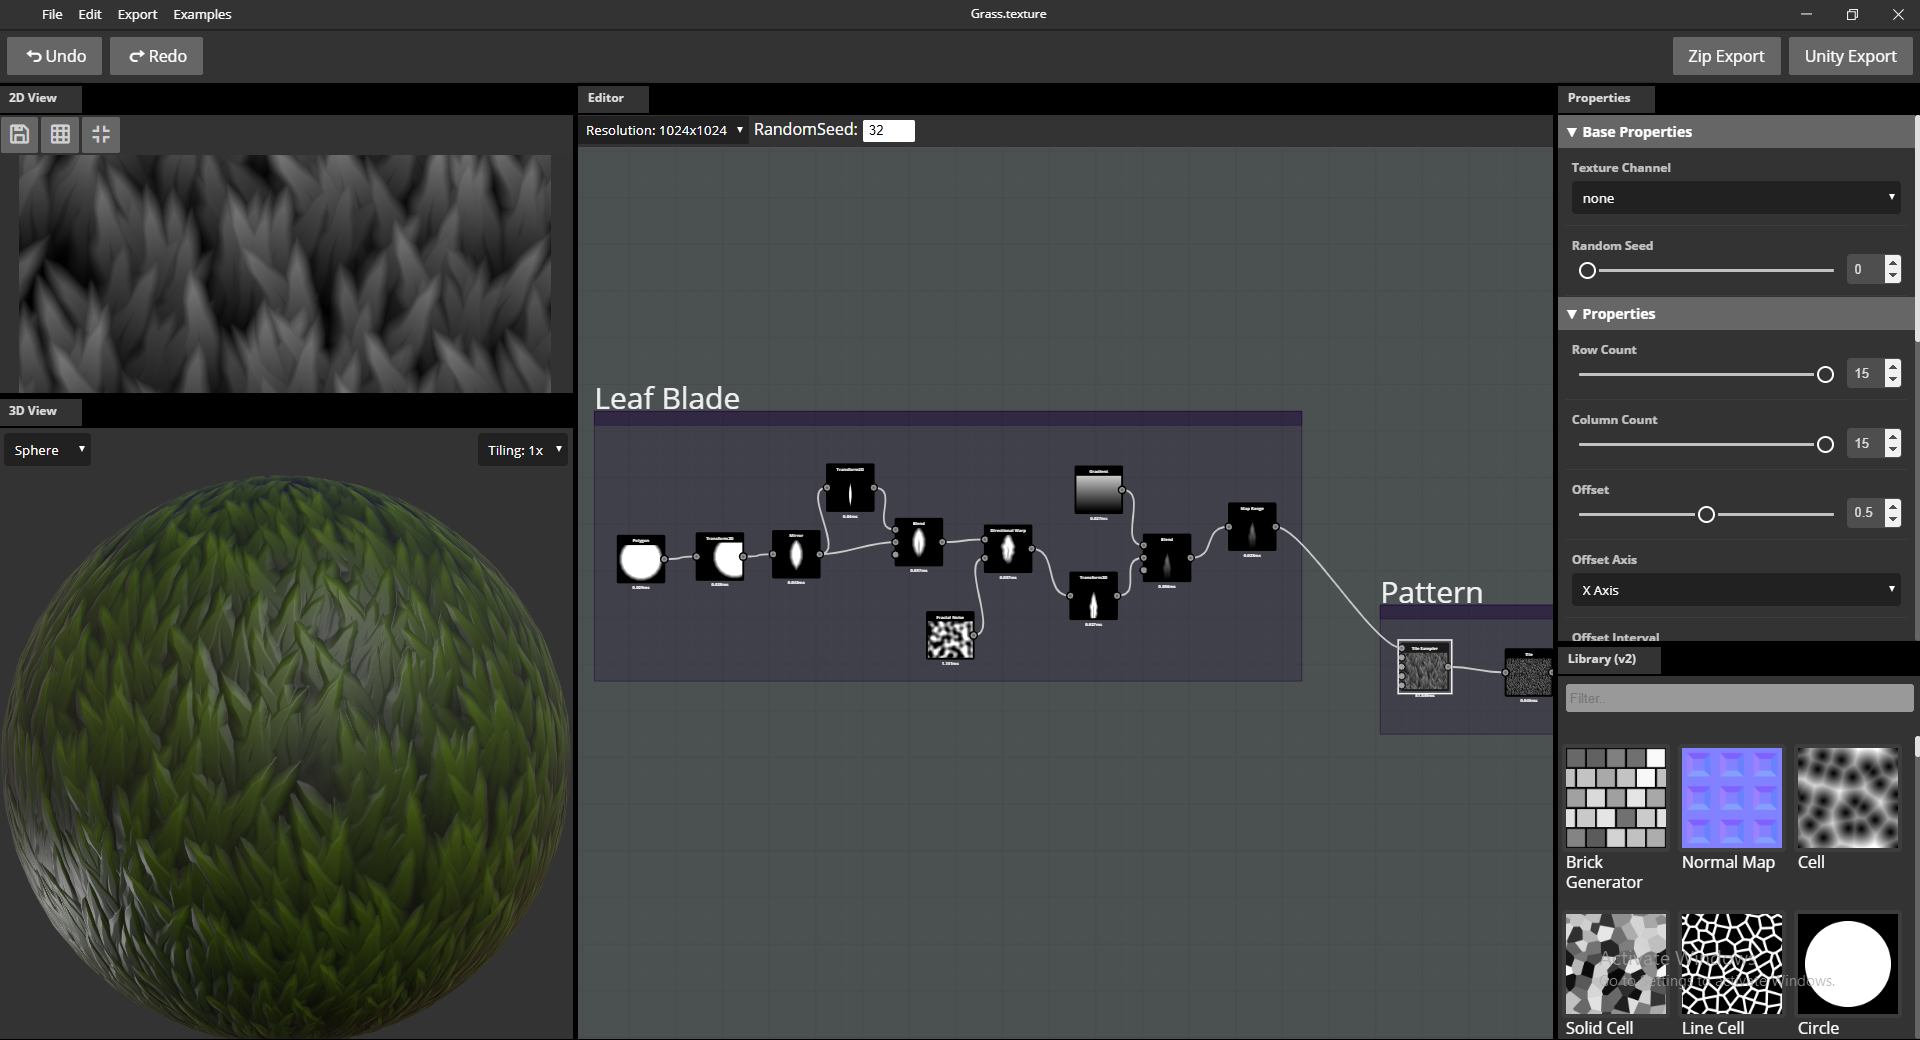 File Edit Export Examples
Grass.texture
Undo Redo
Zip Export Unity Export
2D View
Editor
Properties
Resolution: 1024x1024 RandomSeed: 32
Base Properties
Texture Channel
none
Random Seed
0
Properties
Row Count
15
Column Count
15
Offset
0.5
Offset Axis
X Axis
Offset Interval
3D View
Sphere
Tiling: 1x
Leaf Blade
Polygon
Transform2D
Mirror
Transform2D
Blend
Directional Warp
Fractal Noise
Gradient
Transform2D
Blend
Map Range
Pattern
Tile Sampler
Tile
Library (v2)
Filter..
Brick Generator
Normal Map
Cell
Solid Cell
Line Cell
Circle
Activate Windows
Go to Settings to activate Windows.